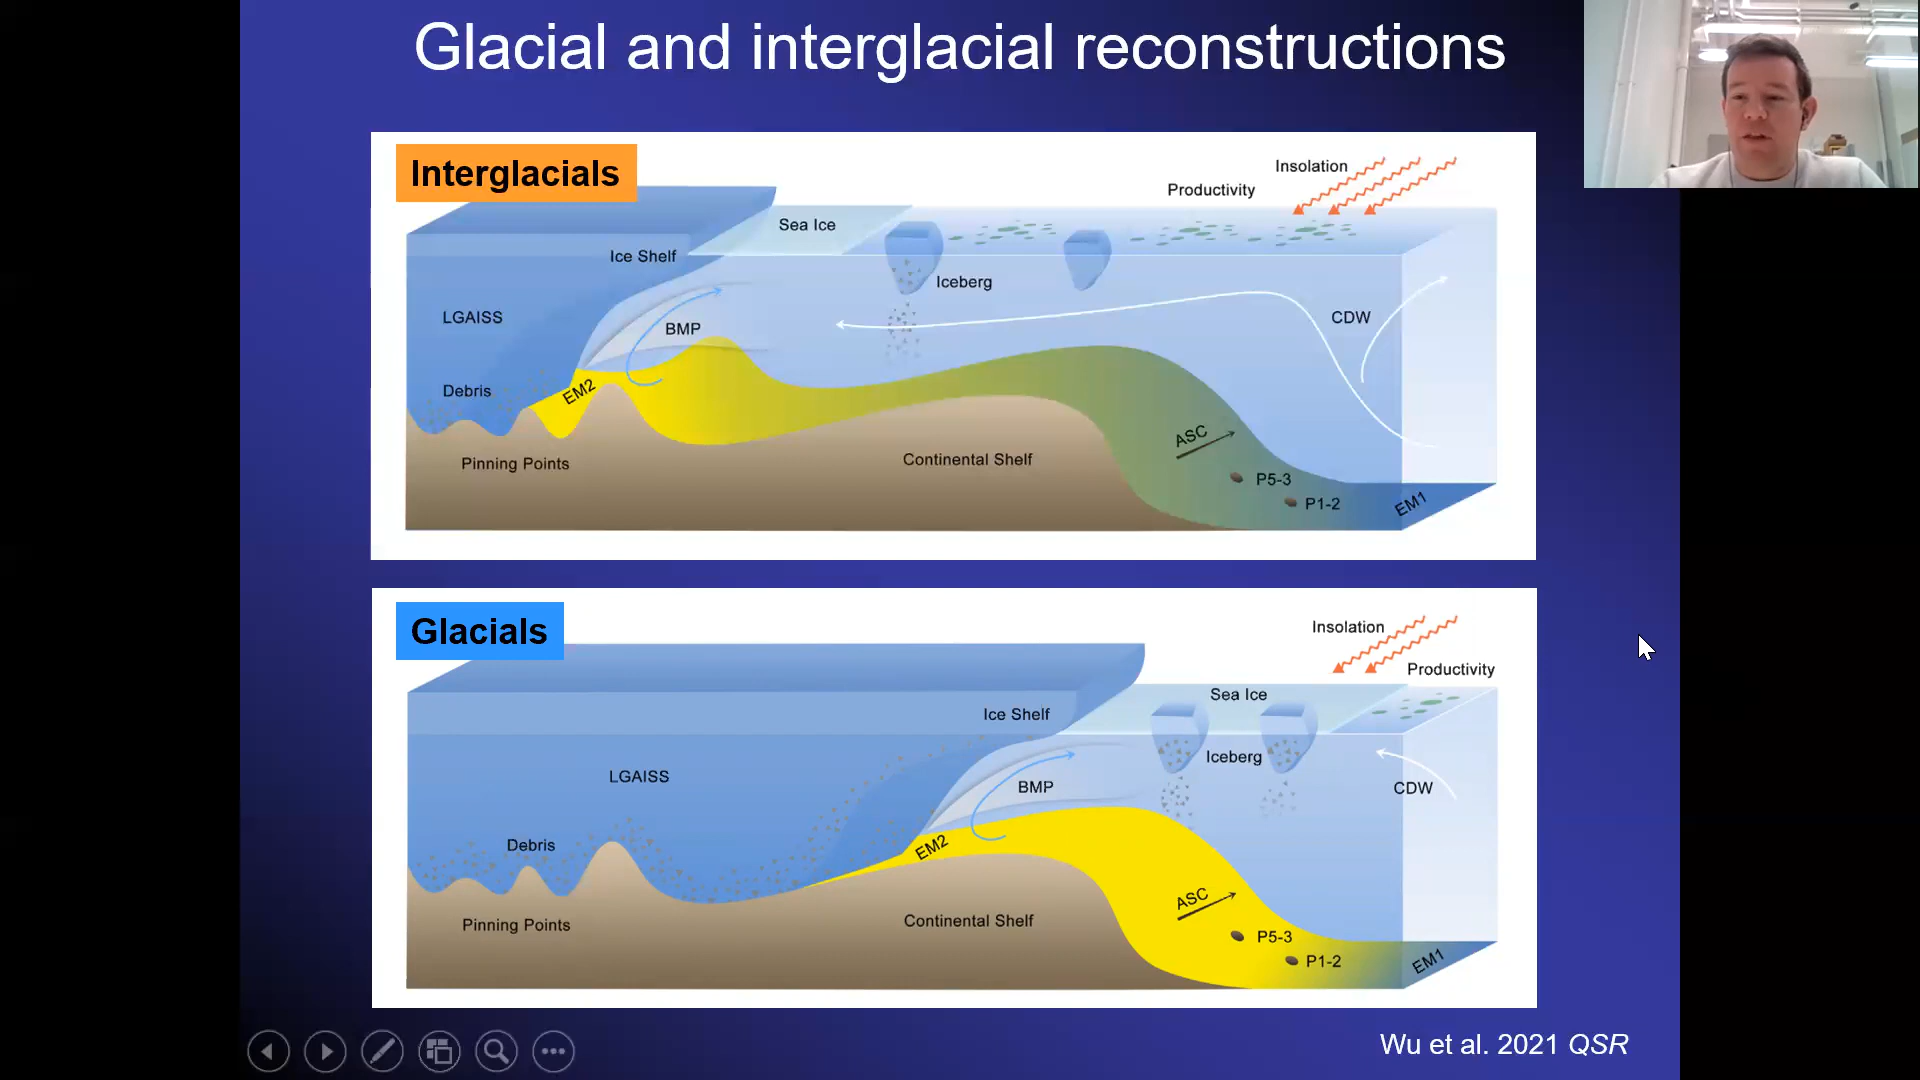 Glacial and interglacial reconstructions
Interglacials
Insolation
Productivity
Sea Ice
Ice Shelf
Iceberg
LGAISS
BMP
CDW
Debris
EM2
ASC
Pinning Points
Continental Shelf
P5-3
P1-2
EM1
Glacials
Insolation
Productivity
Sea Ice
Ice Shelf
Iceberg
LGAISS
BMP
CDW
Debris
EM2
ASC
Pinning Points
Continental Shelf
P5-3
P1-2
EM1
Wu et al. 2021 QSR